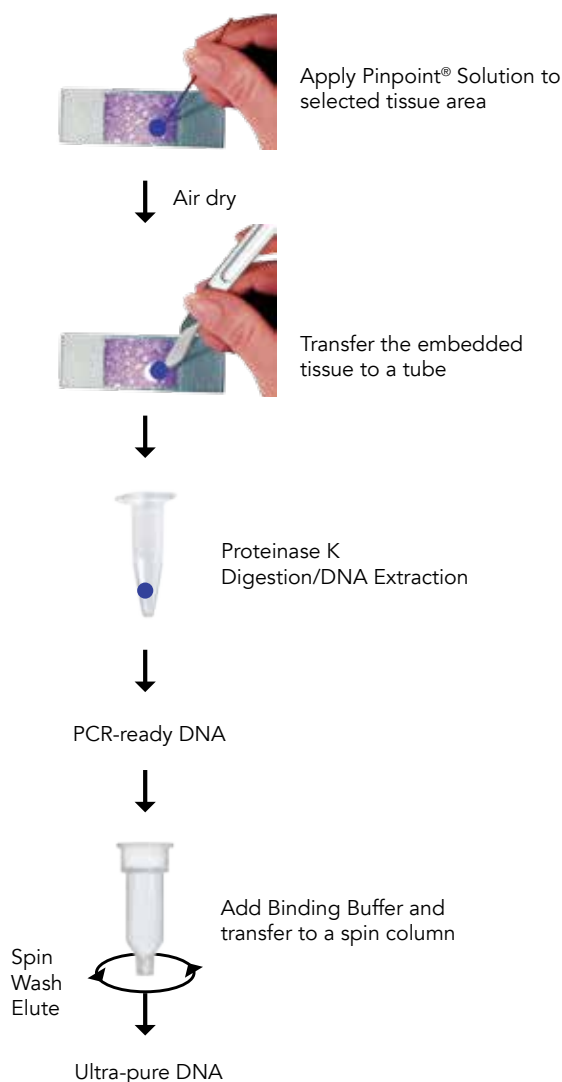 Apply Pinpoint® Solution to
selected tissue area
Air dry
Transfer the embedded
tissue to a tube
Proteinase K
Digestion/DNA Extraction
PCR-ready DNA
Add Binding Buffer and
transfer to a spin column
Spin
Wash
Elute
Ultra-pure DNA